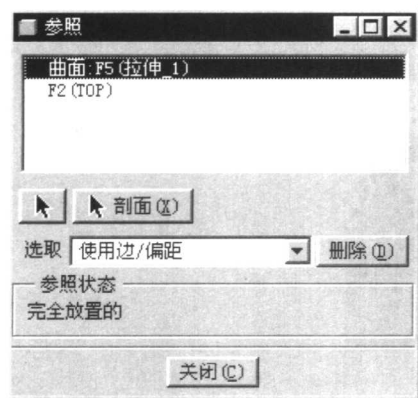 参照
曲面:F5(拉伸_1)
F2(TOP)
剖面(X)
选取 使用边/偏距 删除(D)
参照状态
完全放置的
关闭(C)